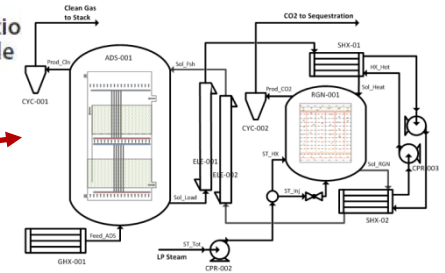 Clean Gas
to Stack
CO2 to Sequestration
tio
le
Prod_Cln
ADS-001
Sol_Fsh
SHX-01
HX_Hot
Prod_CO2
RGN-001
Sol_Heat
CYC-001
CYC-002
ELE-001
ELE-002
ST_HX
CPR-003
Sol_RGN
Sol_Load
ST_Inj
Feed_ADS
SHX-02
ST_Tot
GHX-001
LP Steam
CPR-002